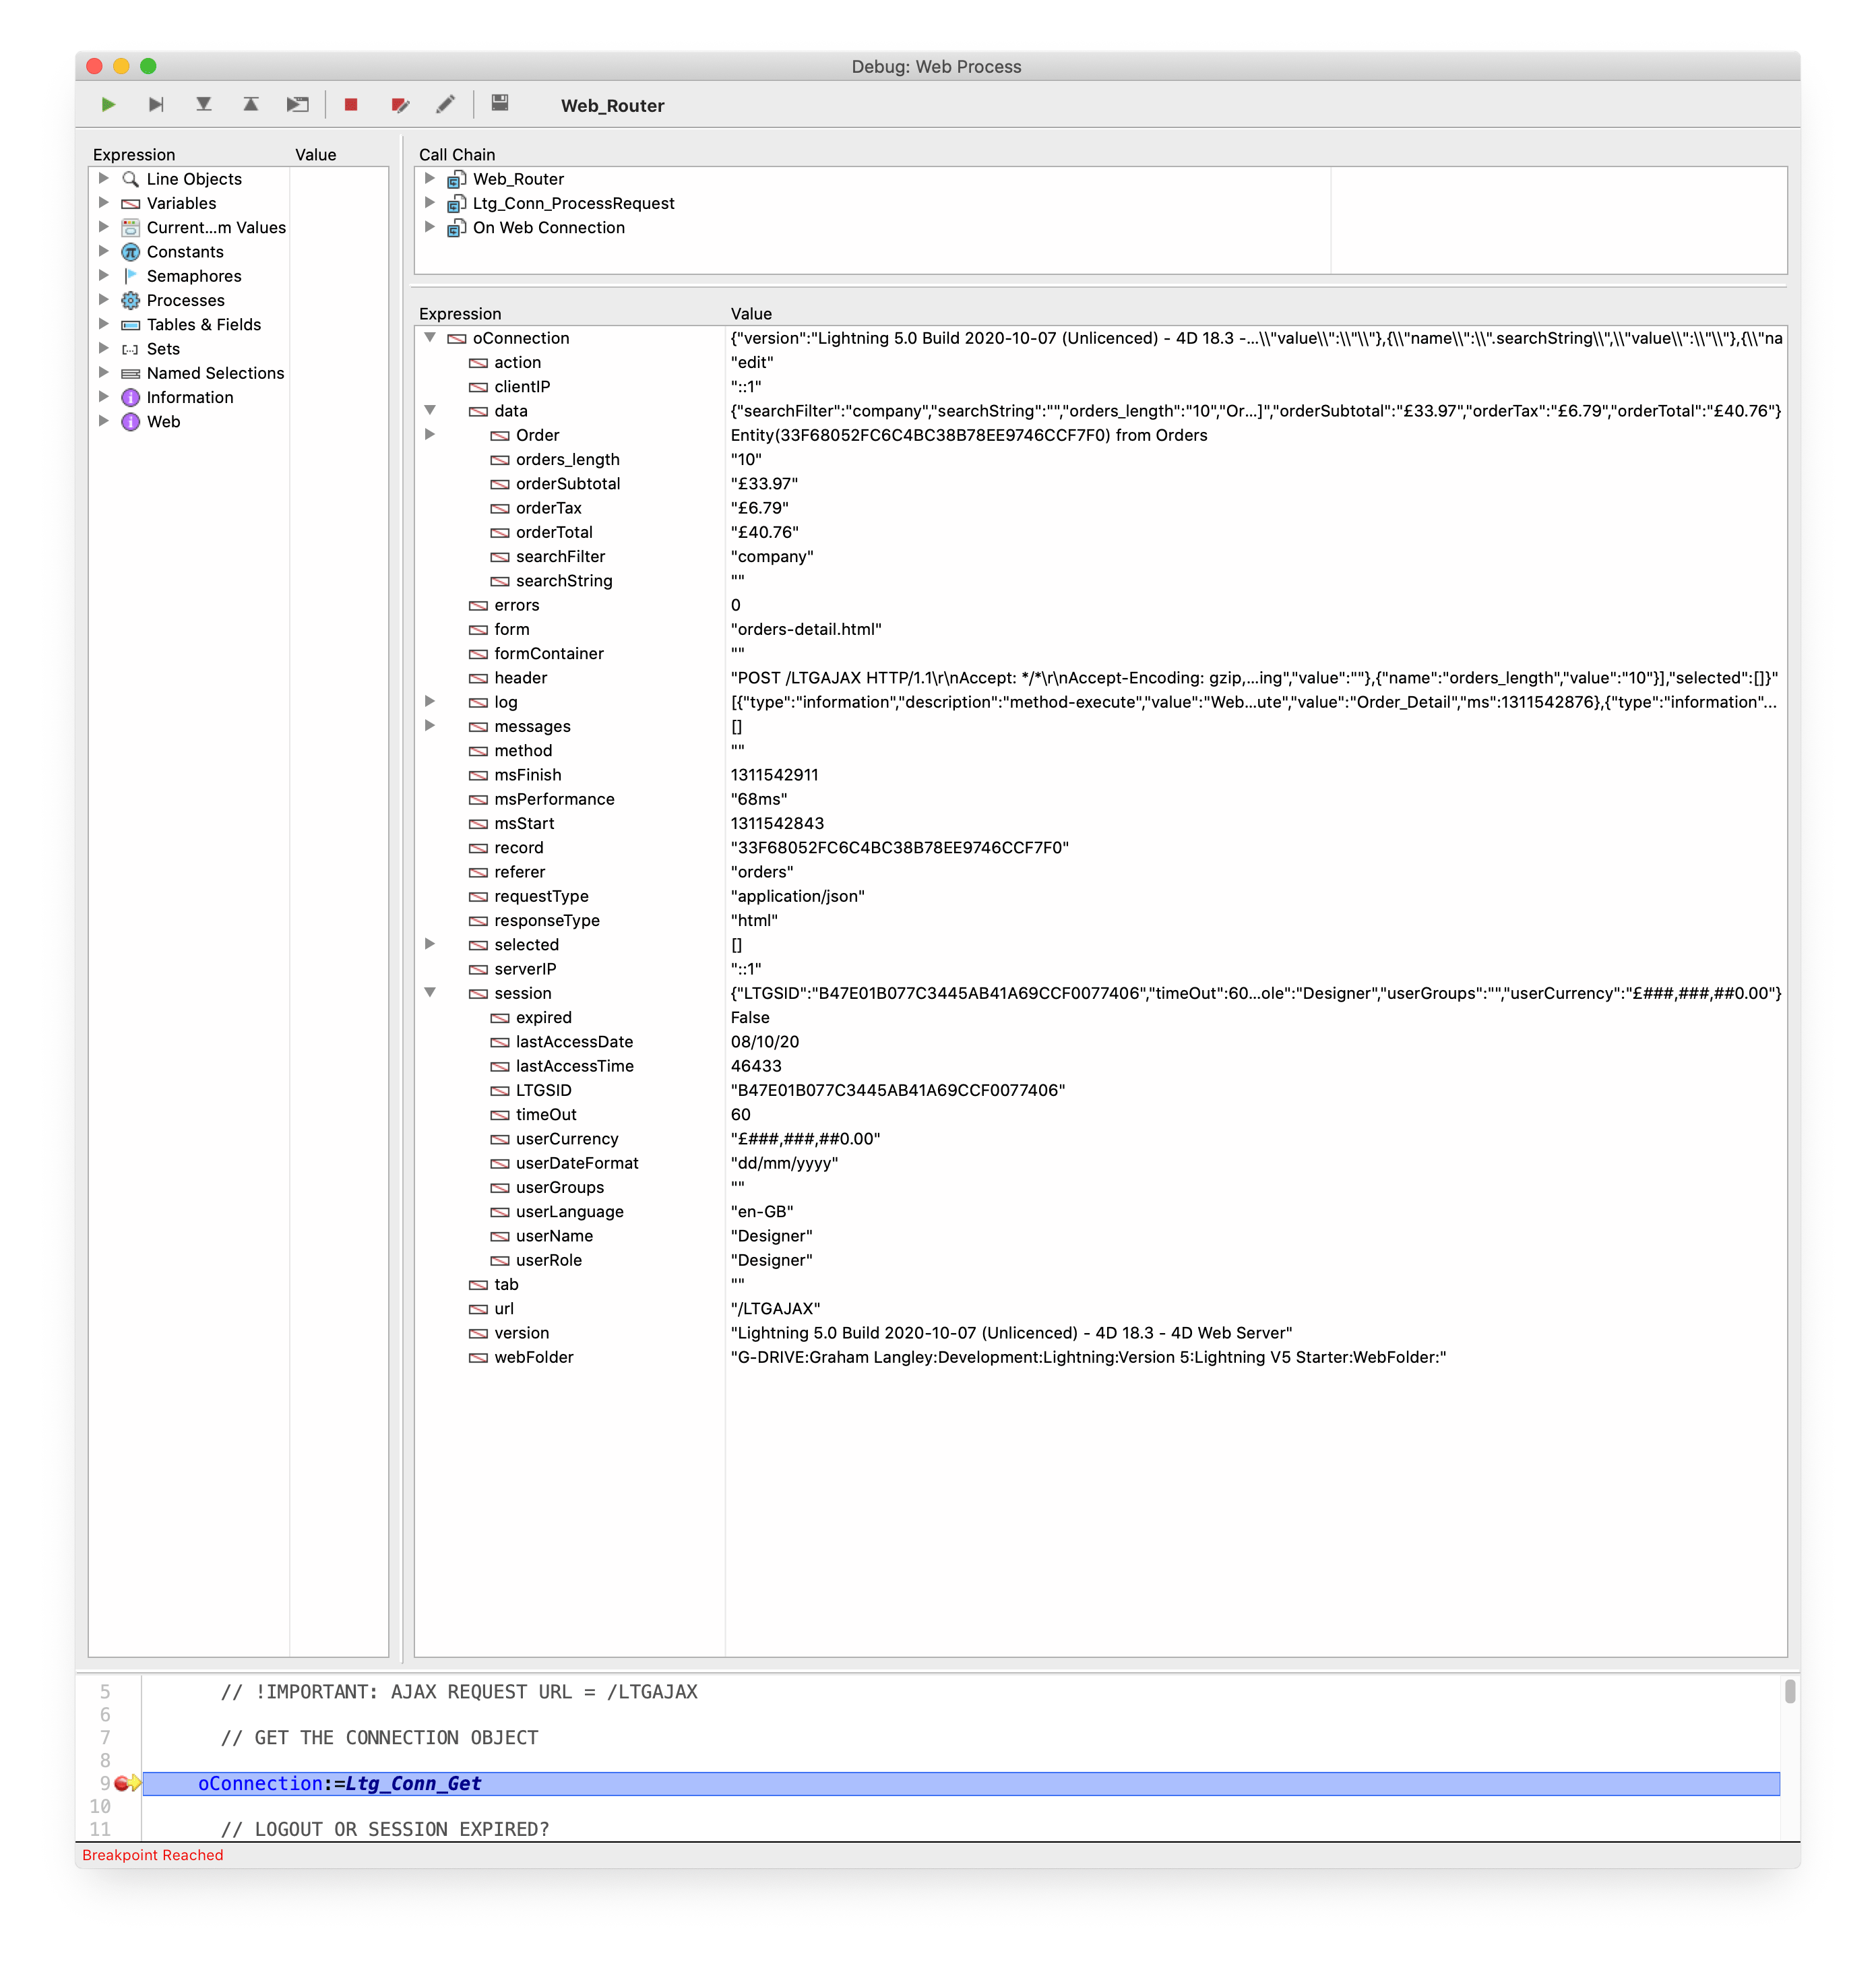 Debug: Web Process
Web_Router
Expression Value
Line Objects
Variables
Current...m Values
Constants
Semaphores
Processes
Tables & Fields
Sets
Named Selections
Information
Web
Call Chain
Web_Router
Ltg_Conn_ProcessRequest
On Web Connection
Expression Value
oConnection {"version":"Lightning 5.0 Build 2020-10-07 (Unlicenced) - 4D 18.3 -...\\"value\\":\\"\\"},{\\"name\\":\\".searchString\\",\\"value\\":\\"\\"},{\\"na
action "edit"
clientIP "::1"
data {"searchFilter":"company","searchString":"","orders_length":"10","Or...]","orderSubtotal":"£33.97","orderTax":"£6.79","orderTotal":"£40.76"}
Order Entity(33F68052FC6C4BC38B78EE9746CCF7F0) from Orders
orders_length "10"
orderSubtotal "£33.97"
orderTax "£6.79"
orderTotal "£40.76"
searchFilter "company"
searchString ""
errors 0
form "orders-detail.html"
formContainer ""
header "POST /LTGAJAX HTTP/1.1\r\nAccept: */*\r\nAccept-Encoding: gzip,...ing","value":""},{"name":"orders_length","value":"10"}],"selected":[]}"
log [{"type":"information","description":"method-execute","value":"Web...ute","value":"Order_Detail","ms":1311542876},{"type":"information"...
messages []
method ""
msFinish 1311542911
msPerformance "68ms"
msStart 1311542843
record "33F68052FC6C4BC38B78EE9746CCF7F0"
referer "orders"
requestType "application/json"
responseType "html"
selected []
serverIP "::1"
session {"LTGSID":"B47E01B077C3445AB41A69CCF0077406","timeOut":60...ole":"Designer","userGroups":"","userCurrency":"£###,###,##0.00"}
expired False
lastAccessDate 08/10/20
lastAccessTime 46433
LTGSID "B47E01B077C3445AB41A69CCF0077406"
timeOut 60
userCurrency "£###,###,##0.00"
userDateFormat "dd/mm/yyyy"
userGroups ""
userLanguage "en-GB"
userName "Designer"
userRole "Designer"
tab ""
url "/LTGAJAX"
version "Lightning 5.0 Build 2020-10-07 (Unlicenced) - 4D 18.3 - 4D Web Server"
webFolder "G-DRIVE:Graham Langley:Development:Lightning:Version 5:Lightning V5 Starter:WebFolder:"
5 // !IMPORTANT: AJAX REQUEST URL = /LTGAJAX
6
7 // GET THE CONNECTION OBJECT
8
9 oConnection:=Ltg_Conn_Get
10
11 // LOGOUT OR SESSION EXPIRED?
Breakpoint Reached